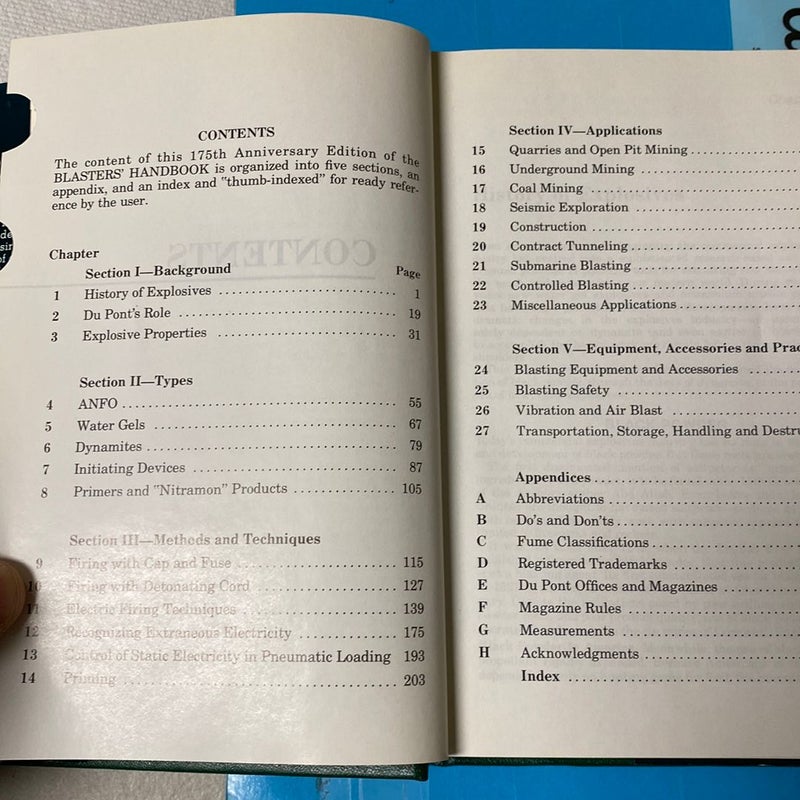 CONTENTS
The content of this 175th Anniversary Edition of the
BLASTERS' HANDBOOK is organized into five sections, an
appendix, and an index and "thumb-indexed" for ready refer-
ence by the user.
Chapter
Section I—Background Page
1 History of Explosives 1
2 Du Pont's Role 19
3 Explosive Properties 31
Section II—Types
4 ANFO 55
5 Water Gels 67
6 Dynamites 79
7 Initiating Devices 87
8 Primers and "Nitramon" Products 105
Section III—Methods and Techniques
9 Firing with Cap and Fuse 115
10 Firing with Detonating Cord 127
11 Electric Firing Techniques 139
12 Recognizing Extraneous Electricity 175
13 Control of Static Electricity in Pneumatic Loading 193
14 Priming 203
Section IV—Applications
15 Quarries and Open Pit Mining
16 Underground Mining
17 Coal Mining
18 Seismic Exploration
19 Construction
20 Contract Tunneling
21 Submarine Blasting
22 Controlled Blasting
23 Miscellaneous Applications
Section V—Equipment, Accessories and Prac
24 Blasting Equipment and Accessories
25 Blasting Safety
26 Vibration and Air Blast
27 Transportation, Storage, Handling and Destru
Appendices
A Abbreviations
B Do's and Don'ts
C Fume Classifications
D Registered Trademarks
E Du Pont Offices and Magazines
F Magazine Rules
G Measurements
H Acknowledgments
Index